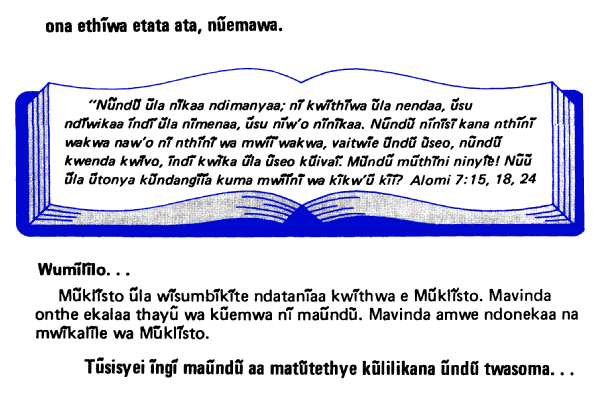 ona ethĩwa etata ata, nũemawa.
“Nũndũ ũla nĩkaa ndimanyaa; nĩ kwĩthĩwa ũla nendaa, ũsu
ndĩwikaa ĩndĩ ũla nĩmenaa, ũsu nĩw’o nĩnĩkaa. Nũndũ nĩnĩsĩ kana nthĩnĩ
wakwa naw’o nĩ nthĩnĩ wa mwĩĩ wakwa, vaitwĩe ũndũ ũseo, nũndũ
kwenda kwĩvo, ĩndĩ kwĩka ũla ũseo kũivaĩ. Mũndũ mũthĩni ninyĩe! Nũũ
ũla ũtonya kũndangĩĩa kuma mwĩĩnĩ wa kĩkw’ũ kĩĩ? Alomi 7:15, 18, 24
Wumĩlĩlo. . .
Mũklĩsto ũla wĩsumbĩkĩte ndatanĩaa kwĩthwa e Mũklĩsto. Mavinda
onthe ekalaa thayũ wa kũemwa nĩ maũndũ. Mavinda amwe ndonekaa na
mwĩkalĩle wa Mũklĩsto.
Tũsisyei ĩngĩ maũndũ aa matũtethye kũlilikana ũndũ twasoma. . .